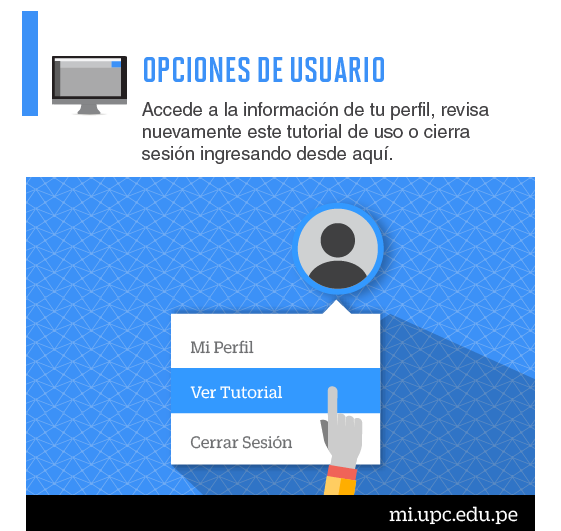 OPCIONES DE USUARIO
Accede a la información de tu perfil, revisa
nuevamente este tutorial de uso o cierra
sesión ingresando desde aquí.
Mi Perfil
Ver Tutorial
Cerrar Sesión
mi.upc.edu.pe